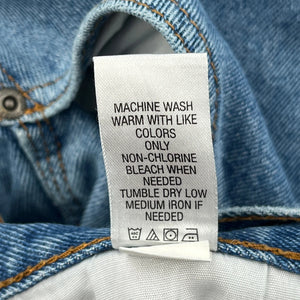 MACHINE WASH
WARM WITH LIKE
COLORS
ONLY
NON-CHLORINE
BLEACH WHEN
NEEDED
TUMBLE DRY LOW
MEDIUM IRON IF
NEEDED